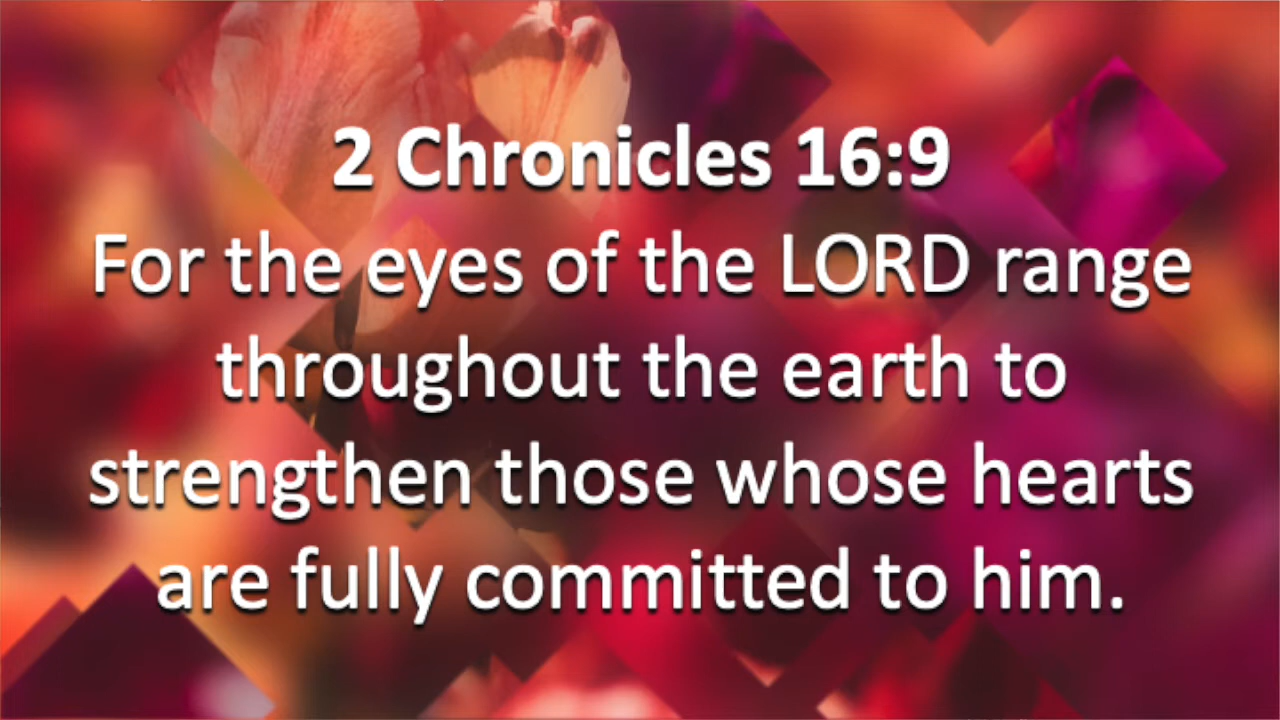 2 Chronicles 16:9
For the eyes of the LORD range
throughout the earth to
strengthen those whose hearts
are fully committed to him.